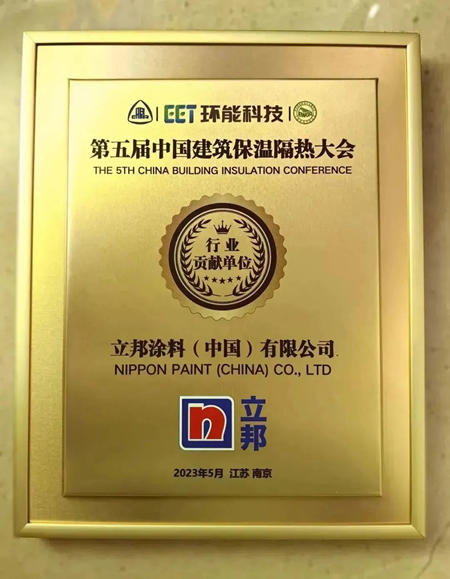 EET 环能科技
第五届中国建筑保温隔热大会
THE 5TH CHINA BUILDING INSULATION CONFERENCE
行业
贡献单位
立邦涂料（中国）有限公司
NIPPON PAINT (CHINA) CO., LTD
n 立邦
2023年5月 江苏 南京